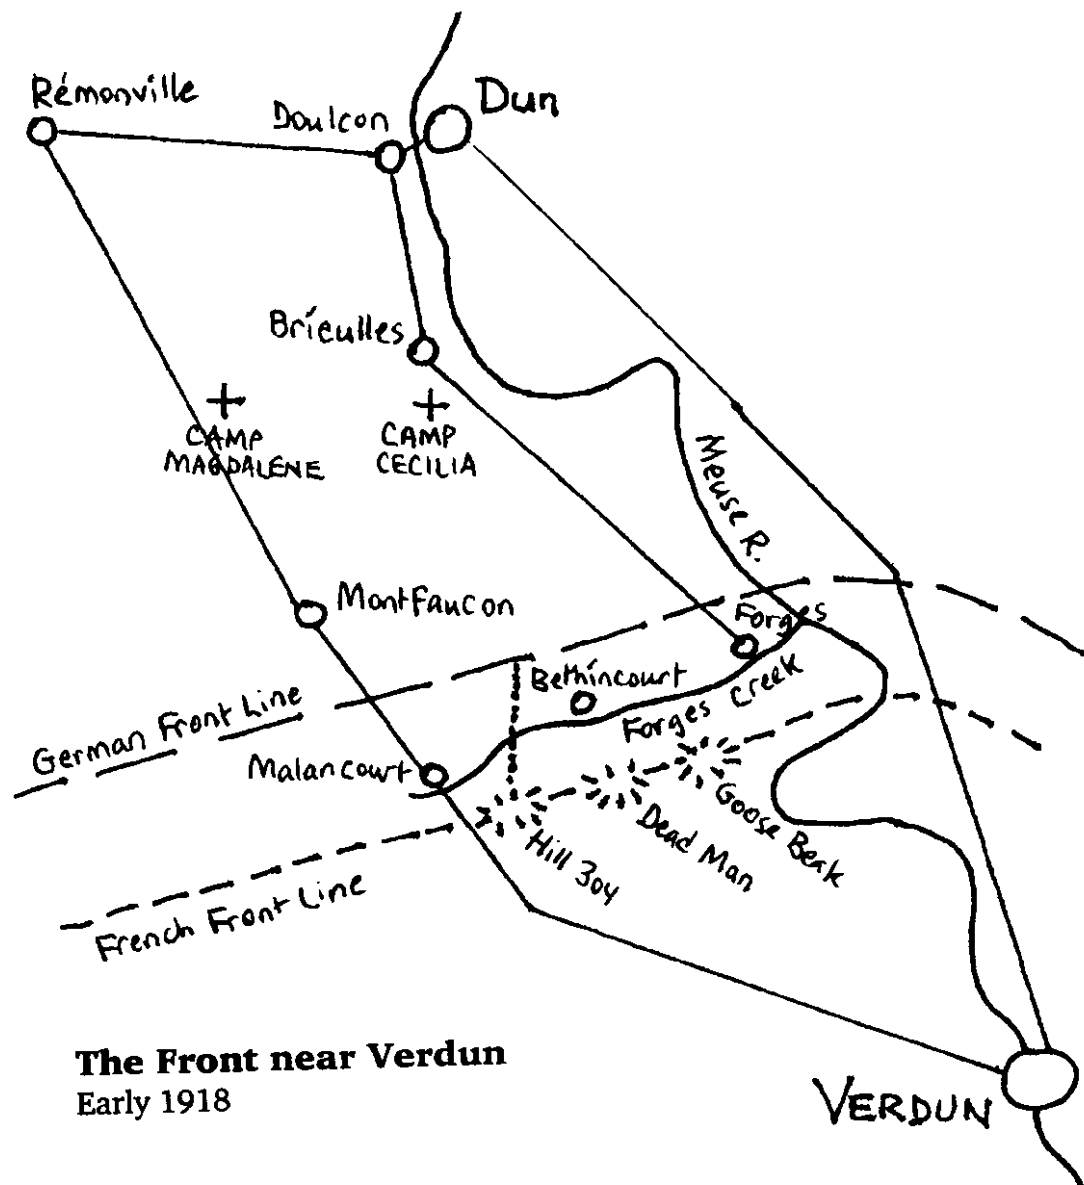 Rémonville
Doulcon
Dun
Brieulles
CAMP
MAGDALENE
CAMP
CECILIA
Meuse R.
Montfaucon
Forges
Bethincourt
Forges Creek
German Front Line
Malancourt
Goose Beak
Dead Man
Hill 304
French Front Line
The Front near Verdun
Early 1918
VERDUN